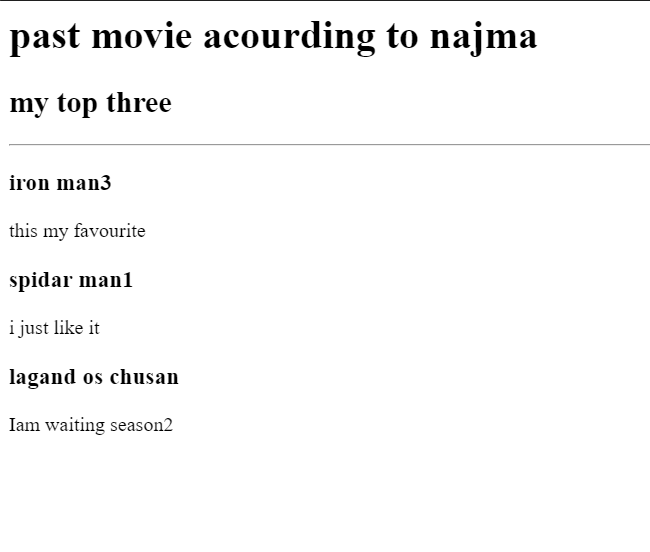 past movie acourding to najma
my top three
iron man3
this my favourite
spidar man1
i just like it
lagand os chusan
Iam waiting season2